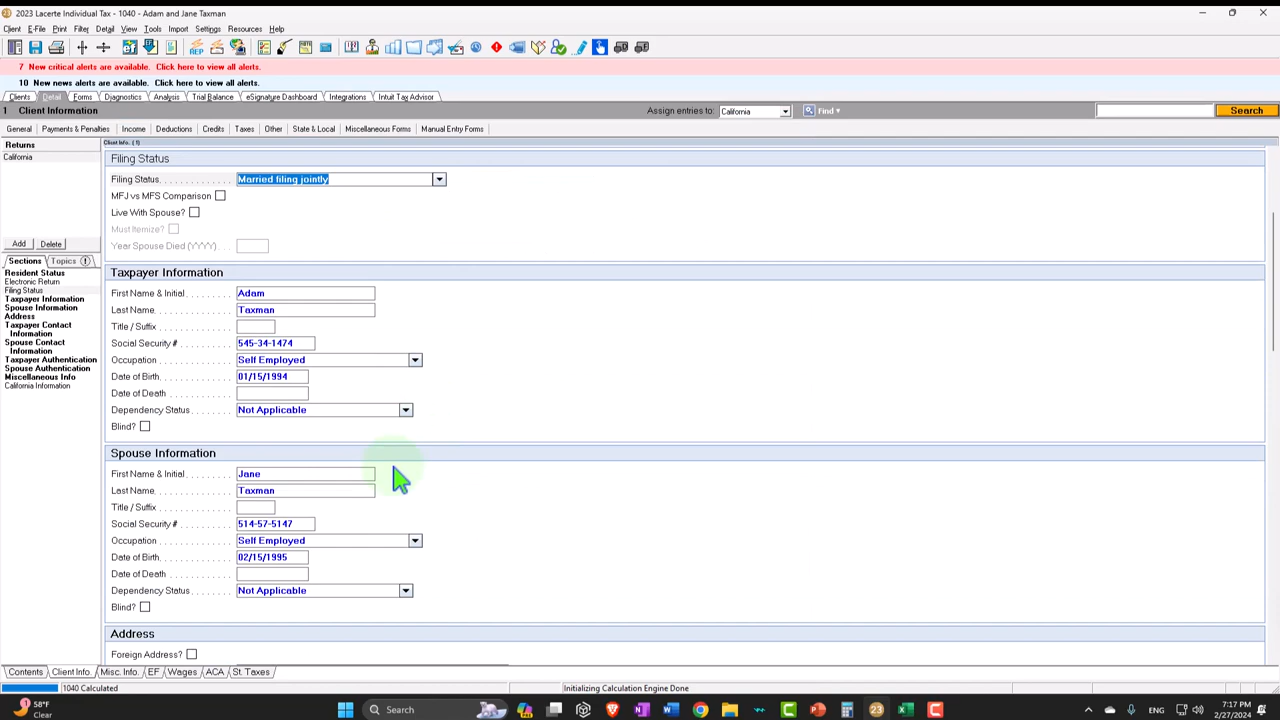 2023 Lacerte Individual Tax - 1040 - Adam and Jane Taxman
Client E-File Print Filter Detail View Tools Import Settings Resources Help
7 New critical alerts are available. Click here to view all alerts.
10 New news alerts are available. Click here to view all alerts.
Clients Detail Forms Diagnostics Analysis Trial Balance eSignature Dashboard Integrations Intuit Tax Advisor
1 Client Information Assign entries to: California Find Search
General Payments & Penalties Income Deductions Credits Taxes Other State & Local Miscellaneous Forms Manual Entry Forms
Returns
California
Add Delete
Sections Topics
Resident Status
Electronic Return
Filing Status
Taxpayer Information
Spouse Information
Address
Taxpayer Contact
Information
Spouse Contact
Information
Taxpayer Authentication
Spouse Authentication
Miscellaneous Info
California Information
Client Info. (1)
Filing Status
Filing Status. Married filing jointly
MFJ vs MFS Comparison
Live With Spouse?
Must Itemize?
Year Spouse Died (YYYY)
Taxpayer Information
First Name & Initial Adam
Last Name Taxman
Title / Suffix
Social Security # 545-34-1474
Occupation Self Employed
Date of Birth 01/15/1994
Date of Death
Dependency Status Not Applicable
Blind?
Spouse Information
First Name & Initial Jane
Last Name Taxman
Title / Suffix
Social Security # 514-57-5147
Occupation Self Employed
Date of Birth 02/15/1995
Date of Death
Dependency Status Not Applicable
Blind?
Address
Foreign Address?
Contents Client Info. Misc. Info. EF Wages ACA St. Taxes
1040 Calculated Initializing Calculation Engine Done
58°F
Clear
Search
ENG
7:17 PM
2/27/2024